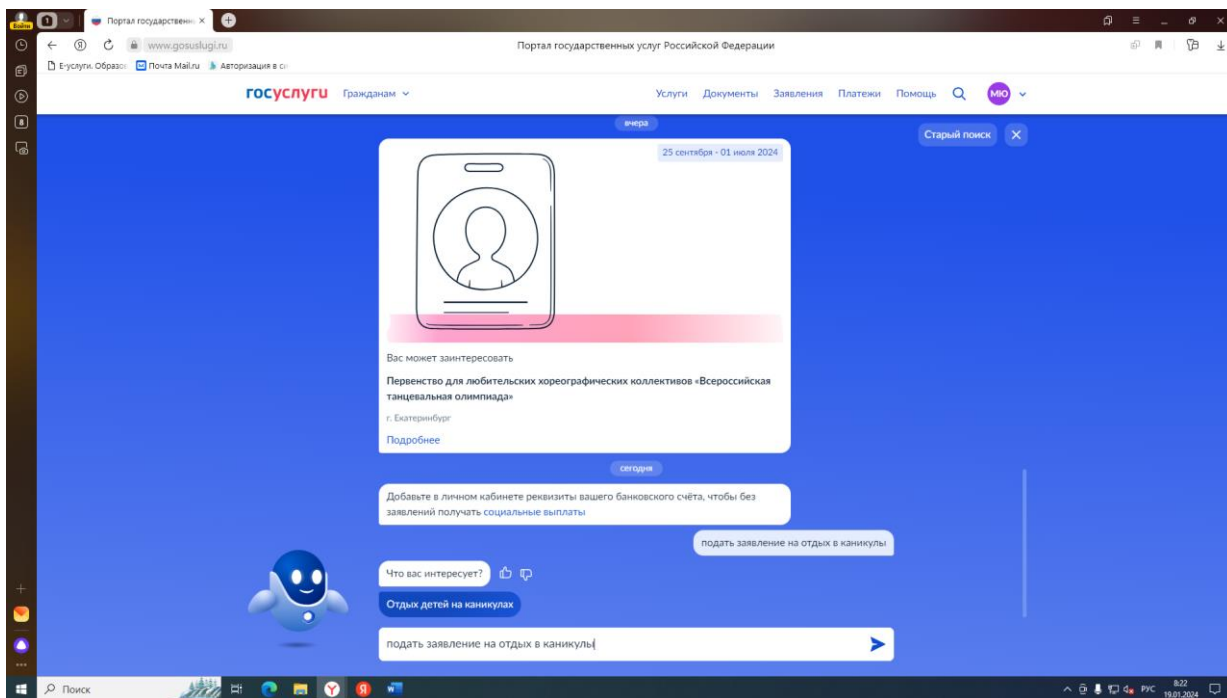 Войти
1
Портал государственн
www.gosuslugi.ru
Портал государственных услуг Российской Федерации
Е-услуги. Образов
Почта Mail.ru
Авторизация в си
госуслуги
Гражданам
Услуги
Документы
Заявления
Платежи
Помощь
МЮ
вчера
Старый поиск
25 сентября - 01 июля 2024
Вас может заинтересовать
Первенство для любительских хореографических коллективов «Всероссийская
танцевальная олимпиада»
г. Екатеринбург
Подробнее
сегодня
Добавьте в личном кабинете реквизиты вашего банковского счёта, чтобы без
заявлений получать социальные выплаты
подать заявление на отдых в каникулы
Что вас интересует?
Отдых детей на каникулах
подать заявление на отдых в каникулы
Поиск
РУС
8:22
19.01.2024